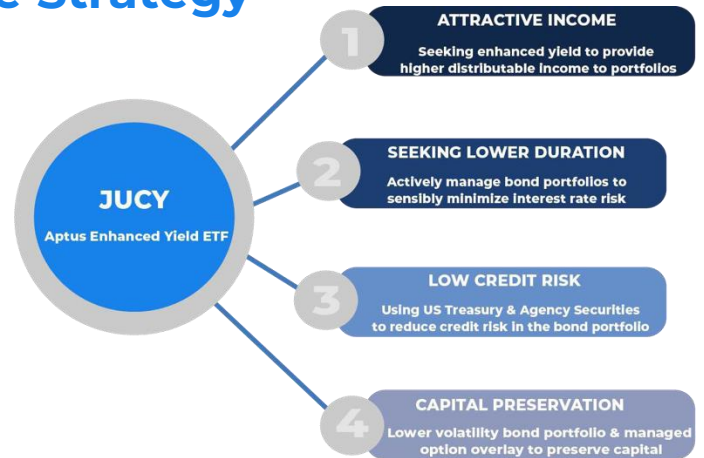 e Strategy
JUCY
Aptus Enhanced Yield ETF
1
ATTRACTIVE INCOME
Seeking enhanced yield to provide
higher distributable income to portfolios
2
SEEKING LOWER DURATION
Actively manage bond portfolios to
sensibly minimize interest rate risk
3
LOW CREDIT RISK
Using US Treasury & Agency Securities
to reduce credit risk in the bond portfolio
4
CAPITAL PRESERVATION
Lower volatility bond portfolio & managed
option overlay to preserve capital